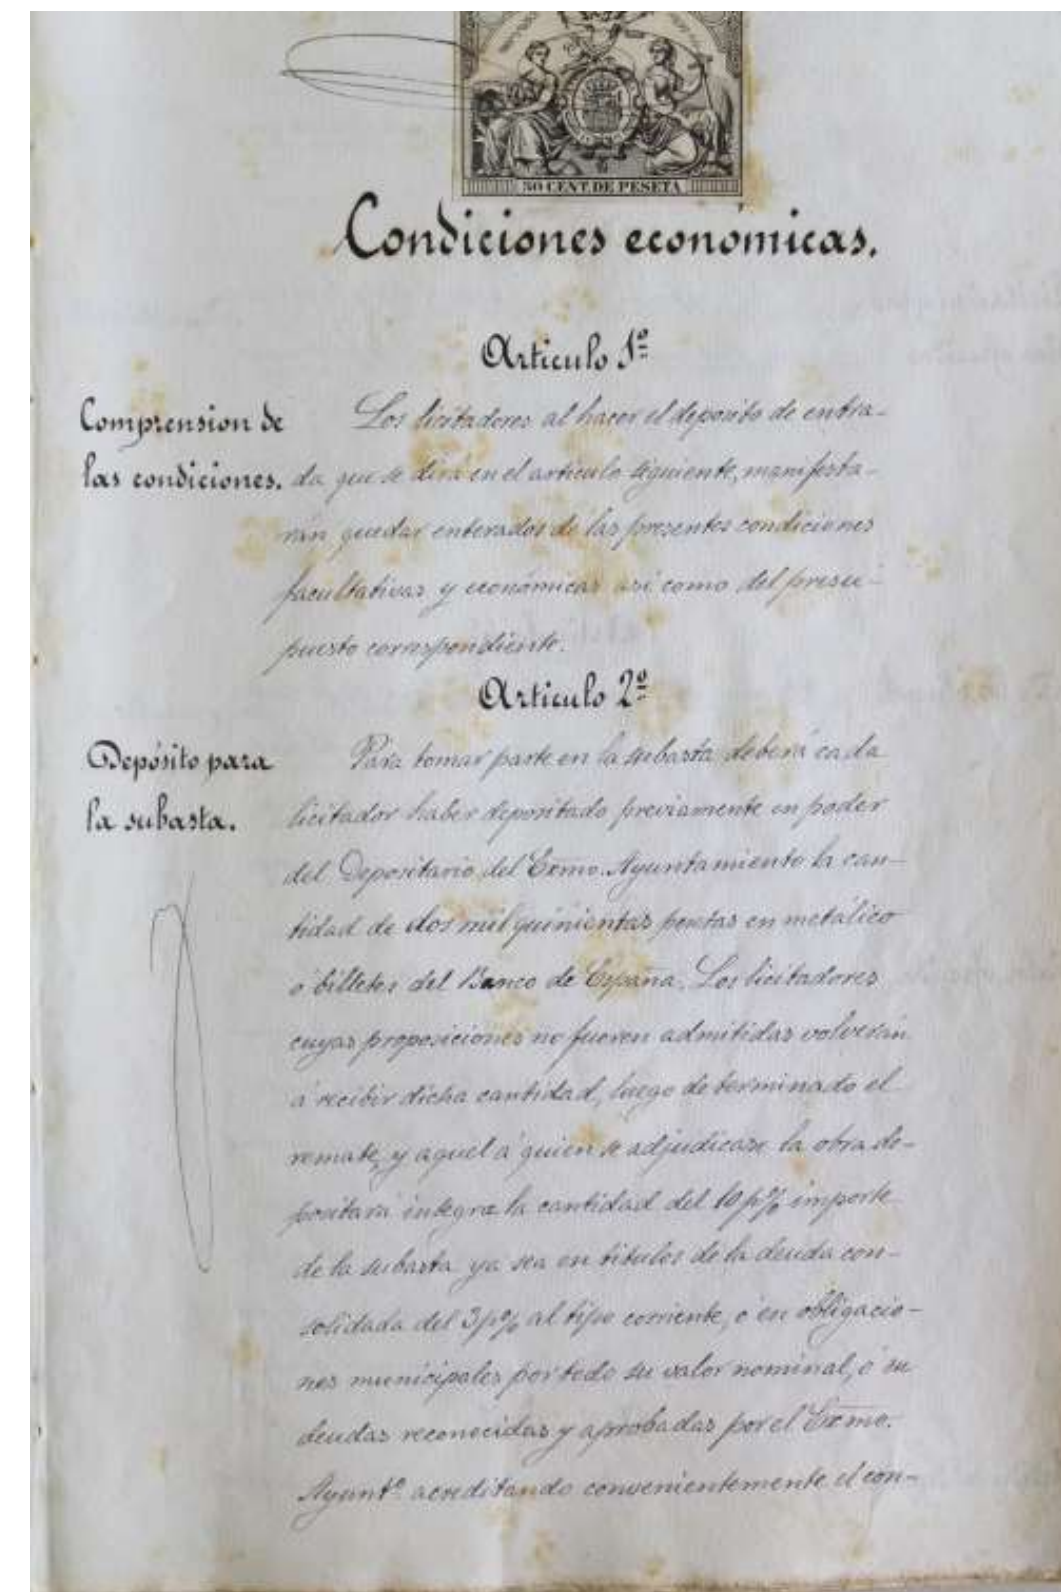 50 CENT. DE PESETA
Condiciones económicas.
Articulo 1º
Comprension de
las condiciones.
Los licitadores al hacer el deposito de entra-
da que se dirá en el artículo siguiente, manifesta-
rán quedar enterados de las presentes condiciones
facultativas y económicas así como del presu-
puesto correspondiente.
Articulo 2º
Depósito para
la subasta.
Para tomar parte en la subasta deberá cada
licitador haber depositado previamente en poder
del Depositario del Exmo. Ayuntamiento la can-
tidad de dos mil quinientas pesetas en metálico
o billetes del Banco de España. Los licitadores
cuyas proposiciones no fueren admitidas volverán
á recibir dicha cantidad, luego de terminado el
remate, y aquel á quien se adjudicase la obra de-
positará integra la cantidad del 10 p% importe
de la subasta ya sea en titulos de la deuda con-
solidada del 3 p% al tipo corriente, ó en obligacio-
nes municipales por todo su valor nominal, ó en
deudas reconocidas y aprobadas por el Exmo.
Ayuntº acreditando convenientemente el con-